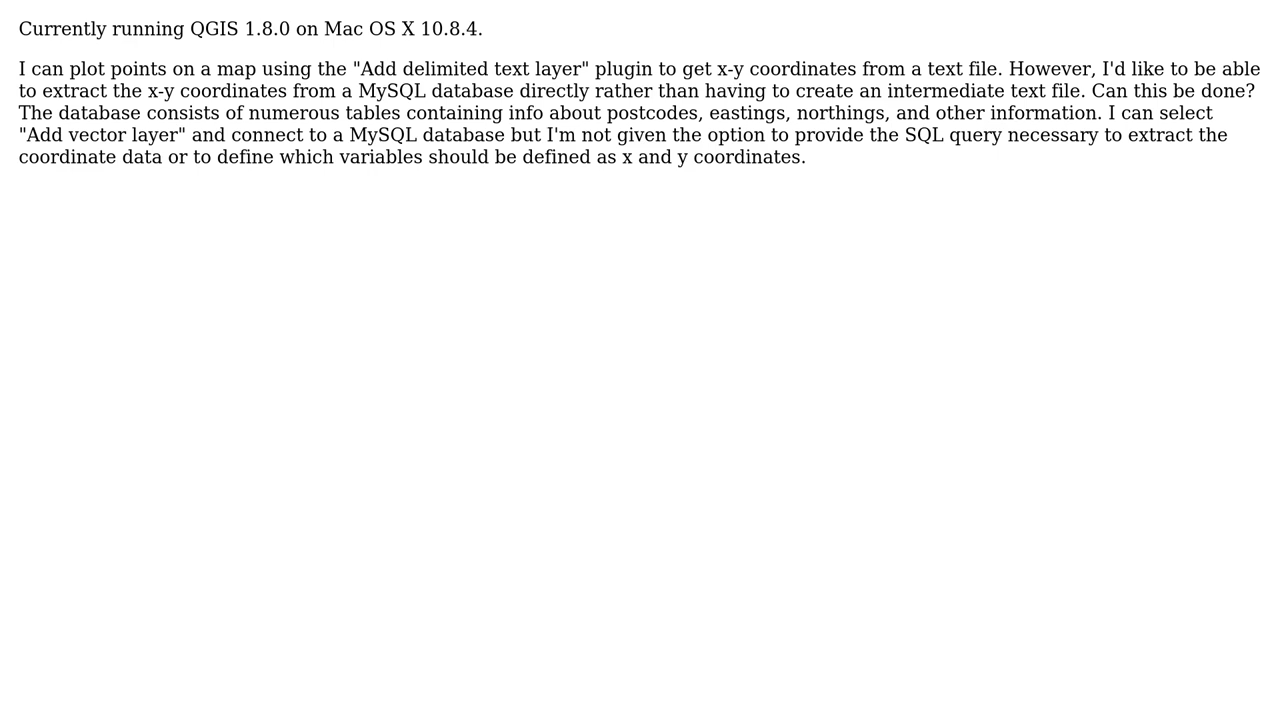 Currently running QGIS 1.8.0 on Mac OS X 10.8.4.
I can plot points on a map using the "Add delimited text layer" plugin to get x-y coordinates from a text file. However, I'd like to be able
to extract the x-y coordinates from a MySQL database directly rather than having to create an intermediate text file. Can this be done?
The database consists of numerous tables containing info about postcodes, eastings, northings, and other information. I can select
"Add vector layer" and connect to a MySQL database but I'm not given the option to provide the SQL query necessary to extract the
coordinate data or to define which variables should be defined as x and y coordinates.